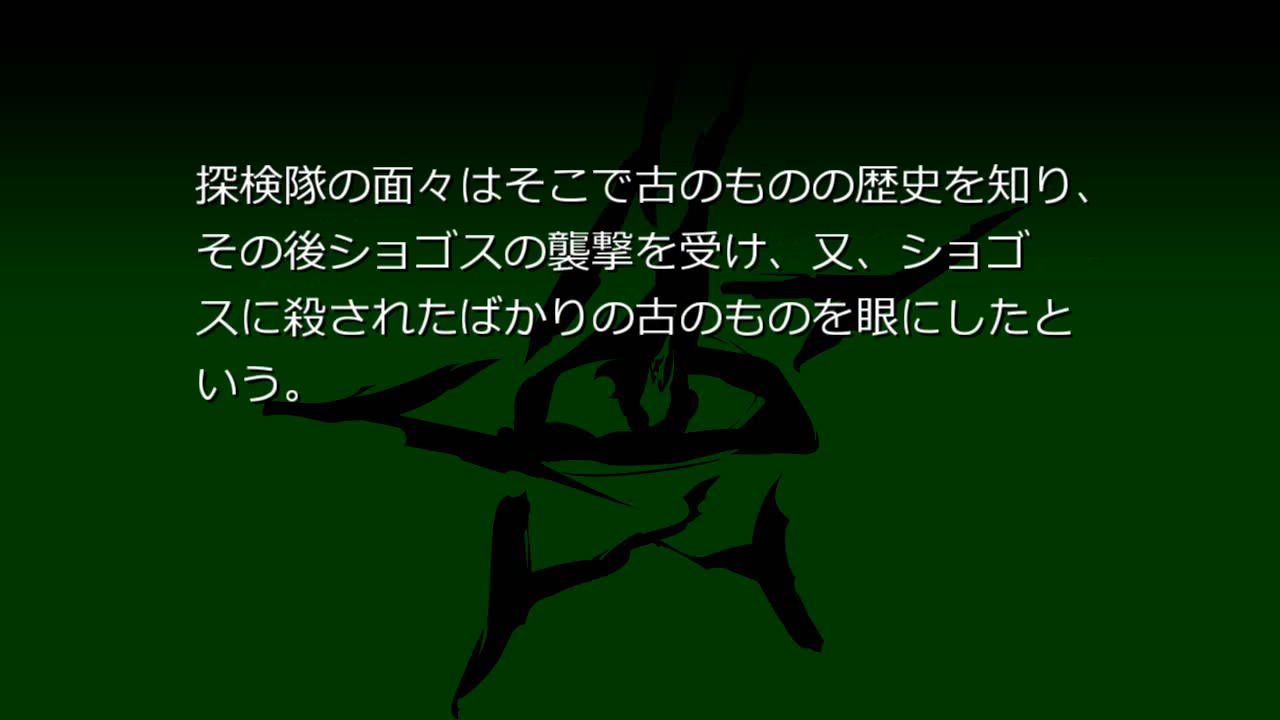 探検隊の面々はそこで古のものの歴史を知り、
その後ショゴスの襲撃を受け、又、ショゴ
スに殺されたばかりの古のものを眼にしたと
いう。